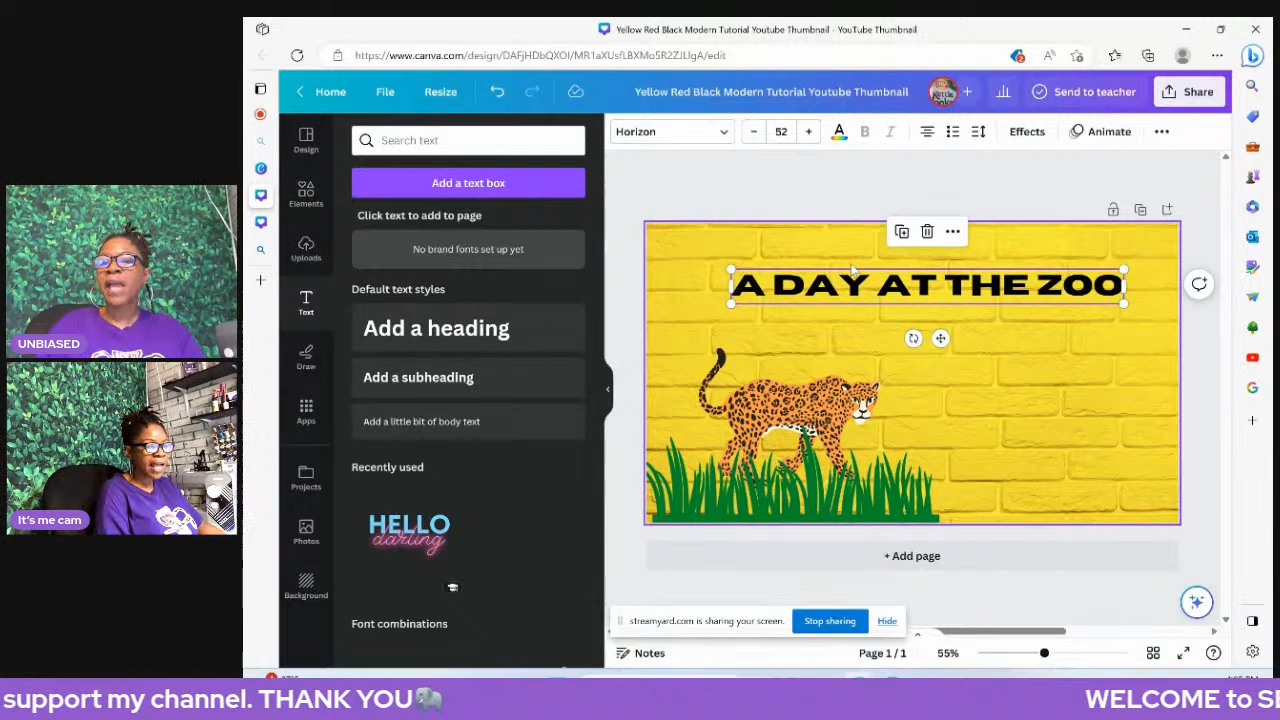 Yellow Red Black Modern Tutorial Youtube Thumbnail - YouTube Thumbnail
https://www.canva.com/design/DAFjHDbQXOI/MR1aXUsfLBXMo5R2ZJLlgA/edit
Home
File
Resize
Yellow Red Black Modern Tutorial Youtube Thumbnail
Send to teacher
Share
Design
Elements
Uploads
Text
Draw
Apps
Projects
Photos
Background
Search text
Add a text box
Click text to add to page
No brand fonts set up yet
Default text styles
Add a heading
Add a subheading
Add a little bit of body text
Recently used
HELLO
darling
Font combinations
Horizon
52
Effects
Animate
A DAY AT THE ZOO
+ Add page
streamyard.com is sharing your screen.
Stop sharing
Hide
Notes
Page 1 / 1
55%
UNBIASED
It's me cam
support my channel. THANK YOU🐘
WELCOME to